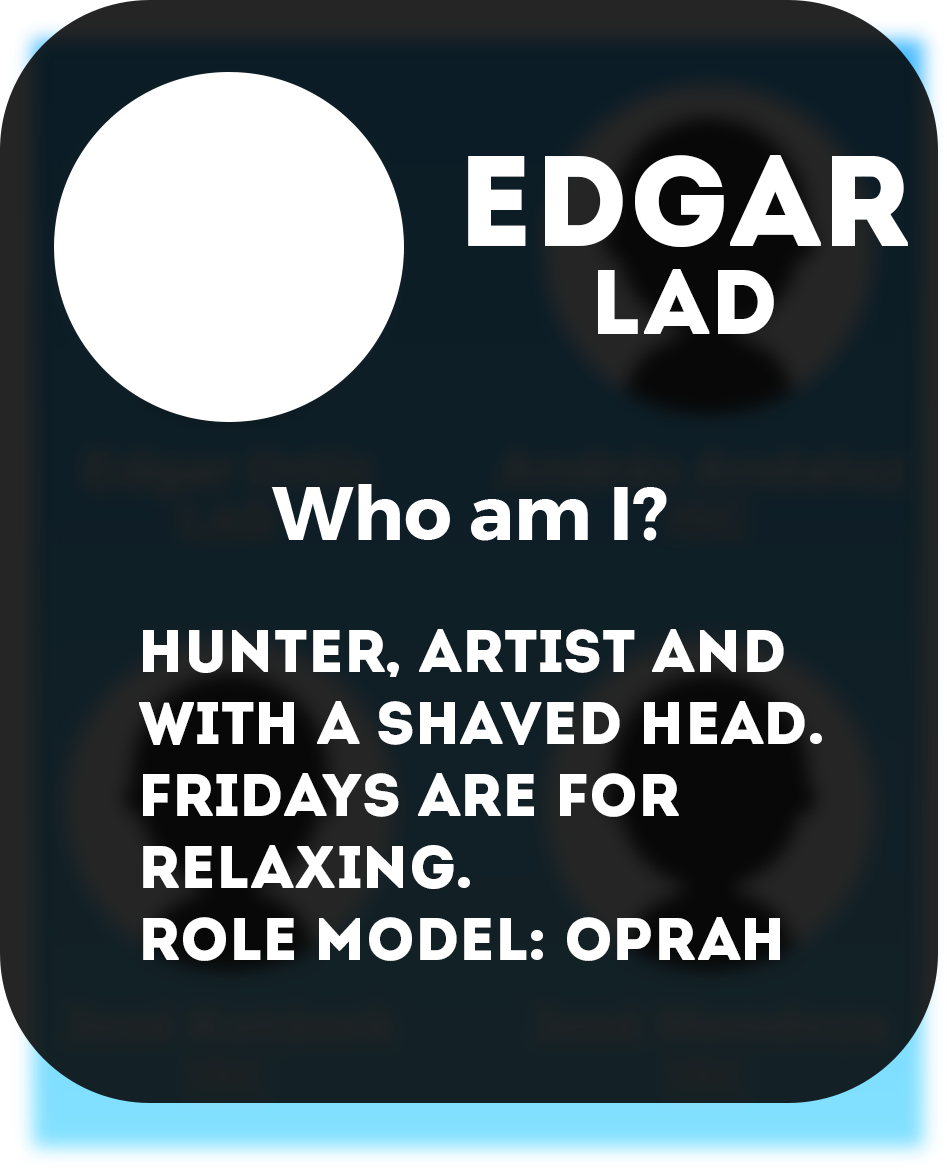 EDGAR
LAD
Who am I?
HUNTER, ARTIST AND
WITH A SHAVED HEAD.
FRIDAYS ARE FOR
RELAXING.
ROLE MODEL: OPRAH